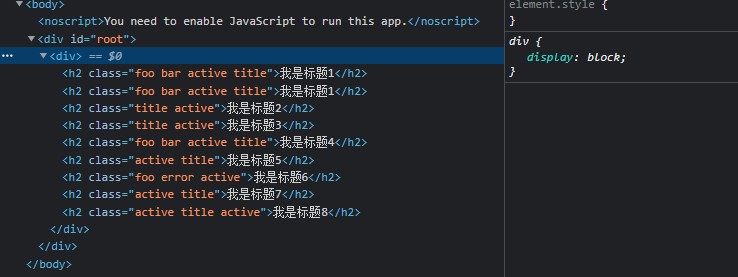 ▼<body>
<noscript>You need to enable JavaScript to run this app.</noscript>
▼<div id="root">
··· ▼<div> == $0
<h2 class="foo bar active title">我是标题1</h2>
<h2 class="foo bar active title">我是标题1</h2>
<h2 class="title active">我是标题2</h2>
<h2 class="title active">我是标题3</h2>
<h2 class="foo bar active title">我是标题4</h2>
<h2 class="active title">我是标题5</h2>
<h2 class="foo error active">我是标题6</h2>
<h2 class="active title">我是标题7</h2>
<h2 class="active title active">我是标题8</h2>
</div>
</div>
</body>
element.style {
}
div {
display: block;
}